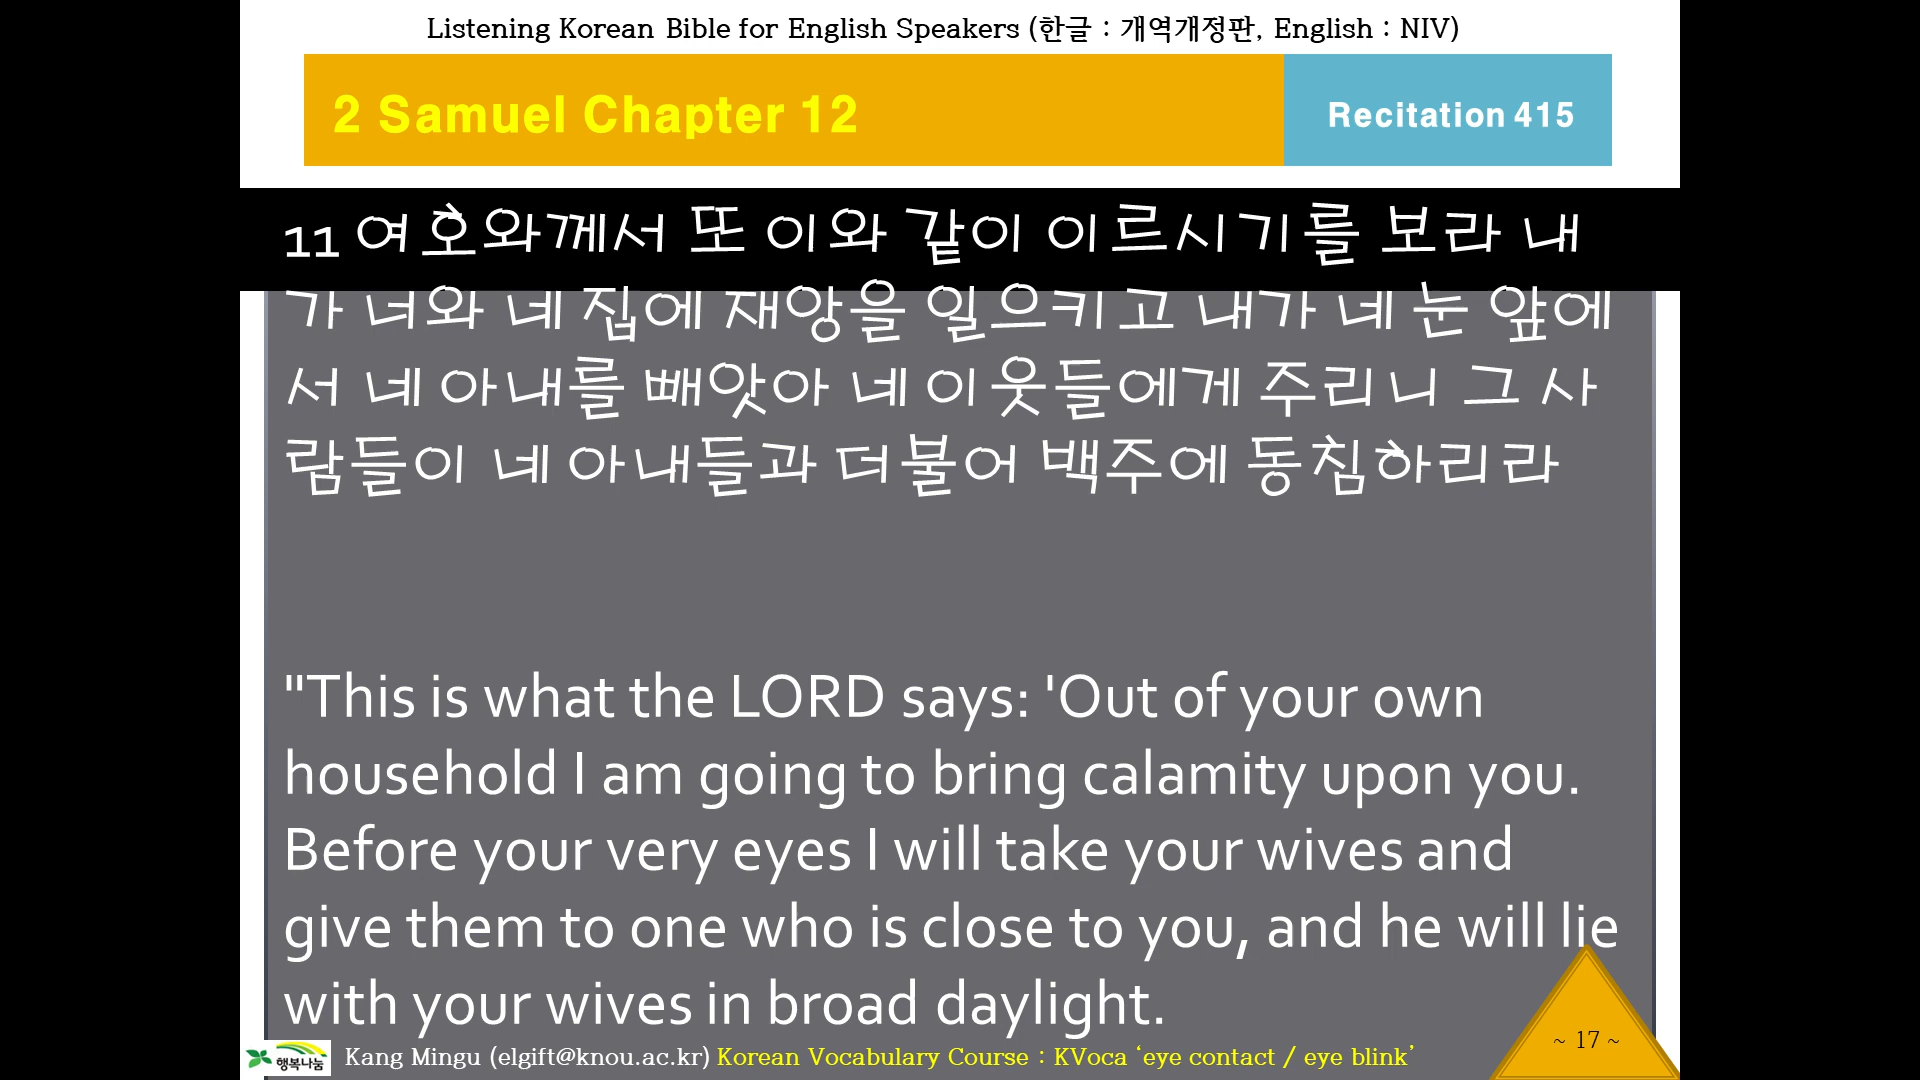 Listening Korean Bible for English Speakers (한글 : 개역개정판, English : NIV)
2 Samuel Chapter 12
Recitation 415
11 여호와께서 또 이와 같이 이르시기를 보라 내
가 너와 네 집에 재앙을 일으키고 내가 네 눈 앞에
서 네 아내를 빼앗아 네 이웃들에게 주리니 그 사
람들이 네 아내들과 더불어 백주에 동침하리라
"This is what the LORD says: 'Out of your own
household I am going to bring calamity upon you.
Before your very eyes I will take your wives and
give them to one who is close to you, and he will lie
with your wives in broad daylight.
~ 17 ~
행복나눔
Kang Mingu (elgift@knou.ac.kr) Korean Vocabulary Course : KVoca ‘eye contact / eye blink’